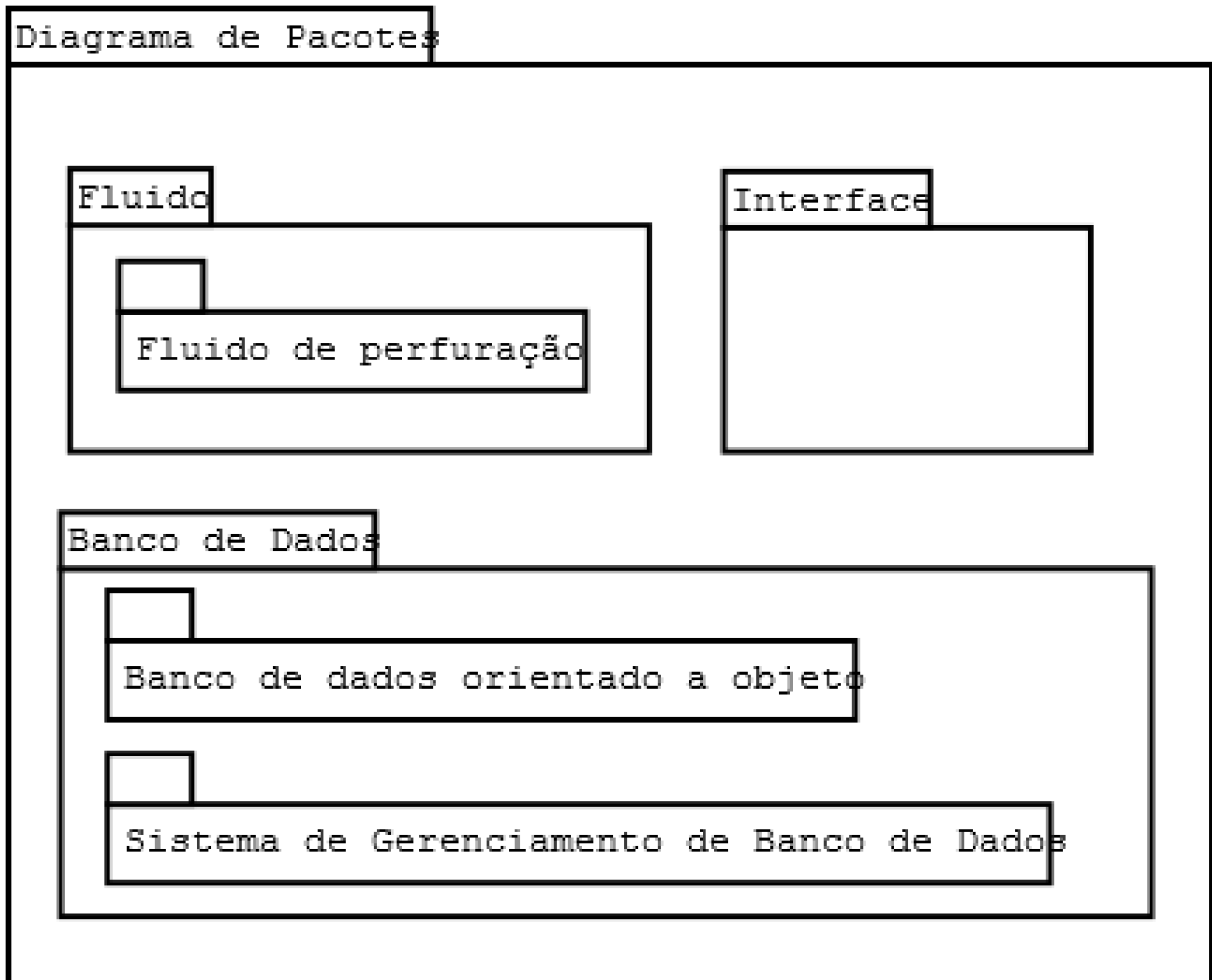 Diagrama de Pacotes
Fluido
Interface
Fluido de perfuração
Banco de Dados
Banco de dados orientado a objeto
Sistema de Gerenciamento de Banco de Dados